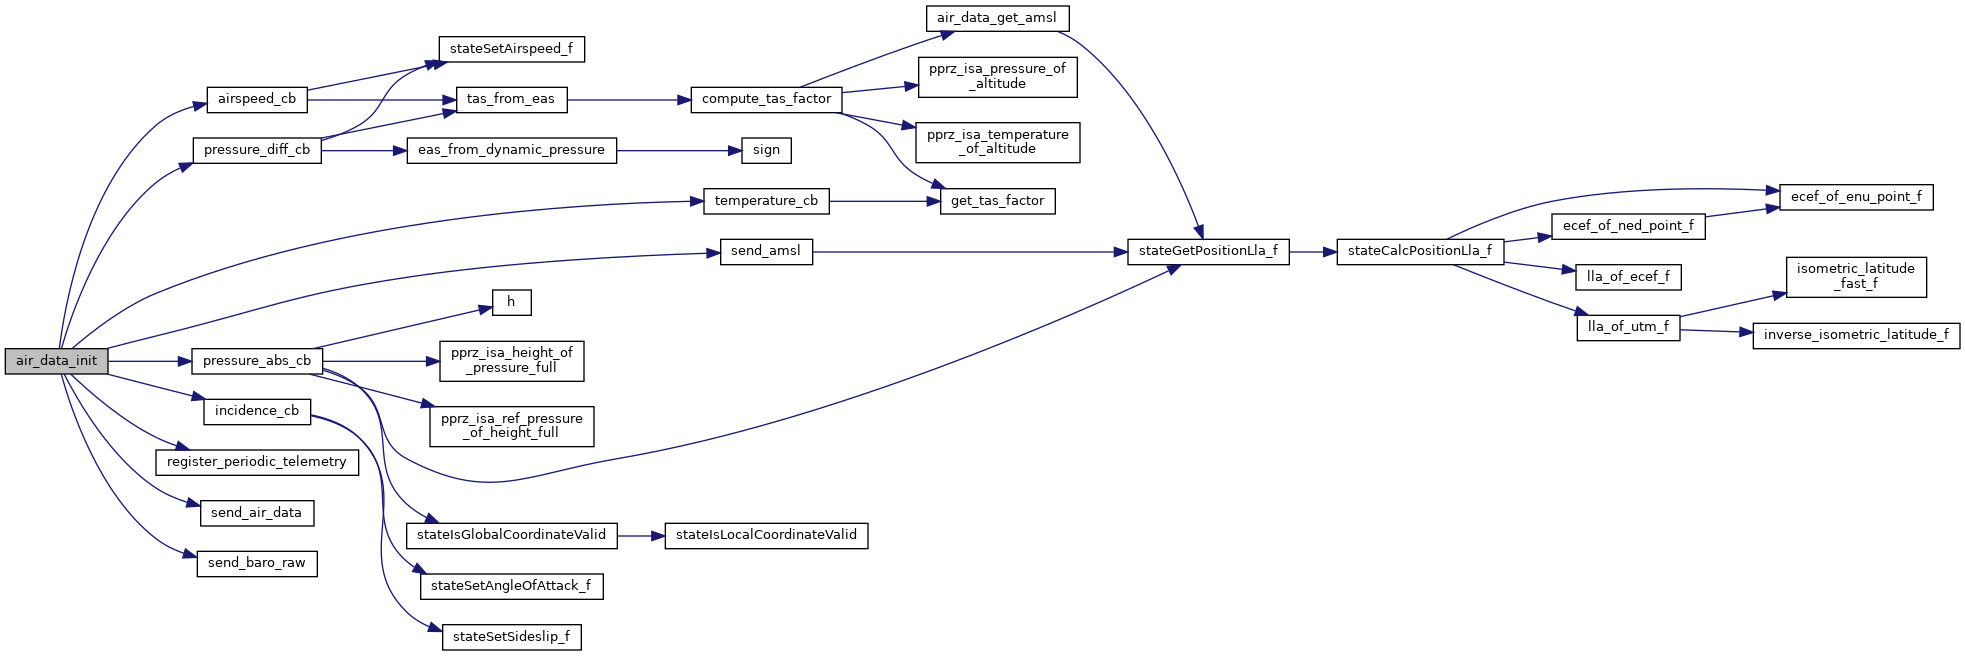 air_data_init
airspeed_cb
pressure_diff_cb
temperature_cb
send_amsl
pressure_abs_cb
incidence_cb
register_periodic_telemetry
send_air_data
send_baro_raw
stateSetAirspeed_f
tas_from_eas
eas_from_dynamic_pressure
h
pprz_isa_height_of
_pressure_full
pprz_isa_ref_pressure
_of_height_full
stateIsGlobalCoordinateValid
stateSetAngleOfAttack_f
stateSetSideslip_f
compute_tas_factor
sign
stateIsLocalCoordinateValid
air_data_get_amsl
pprz_isa_pressure_of
_altitude
pprz_isa_temperature
_of_altitude
get_tas_factor
stateGetPositionLla_f
stateCalcPositionLla_f
ecef_of_enu_point_f
ecef_of_ned_point_f
lla_of_ecef_f
lla_of_utm_f
isometric_latitude
_fast_f
inverse_isometric_latitude_f